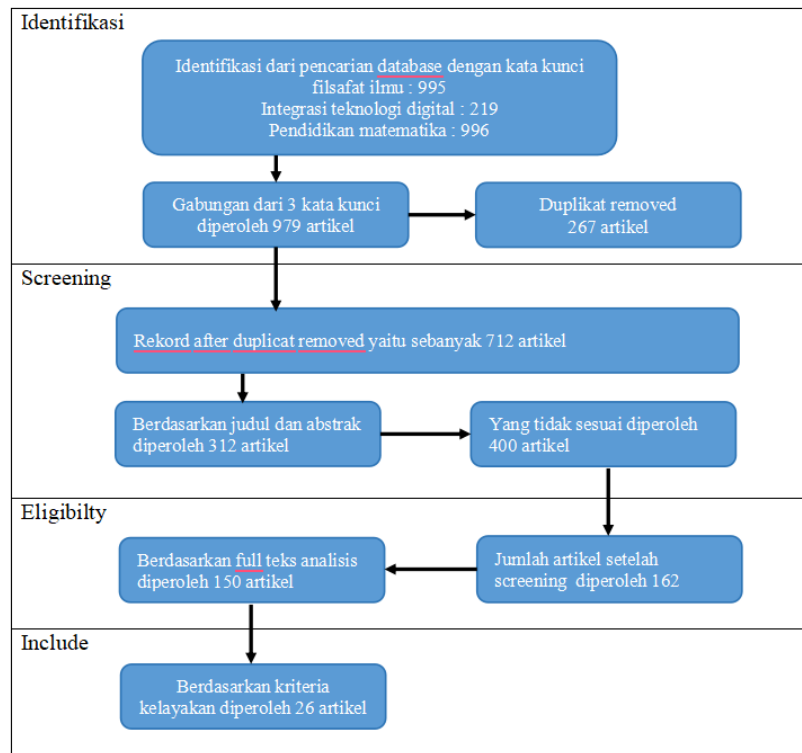 Identifikasi
Identifikasi dari pencarian database dengan kata kunci
filsafat ilmu : 995
Integrasi teknologi digital : 219
Pendidikan matematika : 996
Gabungan dari 3 kata kunci
diperoleh 979 artikel
Duplikat removed
267 artikel
Screening
Rekord after duplicat removed yaitu sebanyak 712 artikel
Berdasarkan judul dan abstrak
diperoleh 312 artikel
Yang tidak sesuai diperoleh
400 artikel
Eligibilty
Berdasarkan full teks analisis
diperoleh 150 artikel
Jumlah artikel setelah
screening diperoleh 162
Include
Berdasarkan kriteria
kelayakan diperoleh 26 artikel